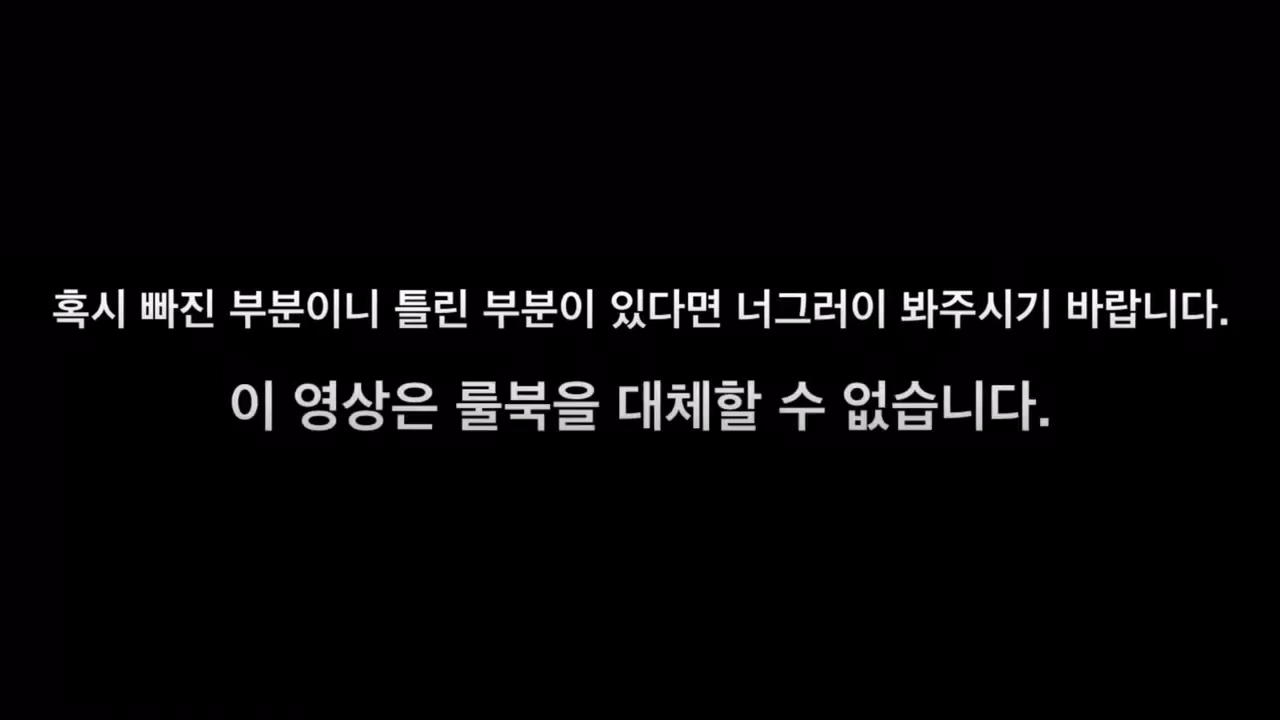 혹시 빠진 부분이니 틀린 부분이 있다면 너그러이 봐주시기 바랍니다.
이 영상은 룰북을 대체할 수 없습니다.